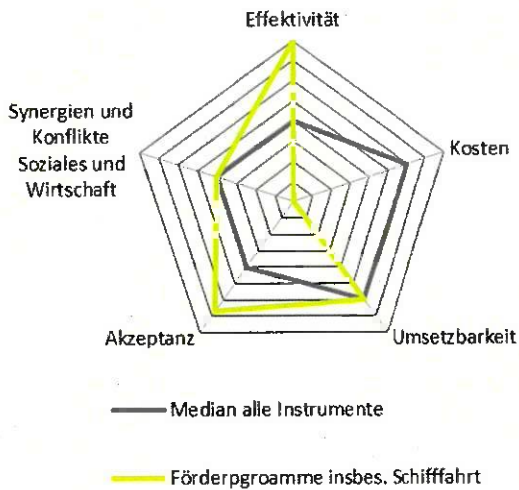 Effektivität
Synergien und
Konflikte
Soziales und
Wirtschaft
Kosten
Akzeptanz
Umsetzbarkeit
Median alle Instrumente
Förderpgroamme insbes. Schifffahrt